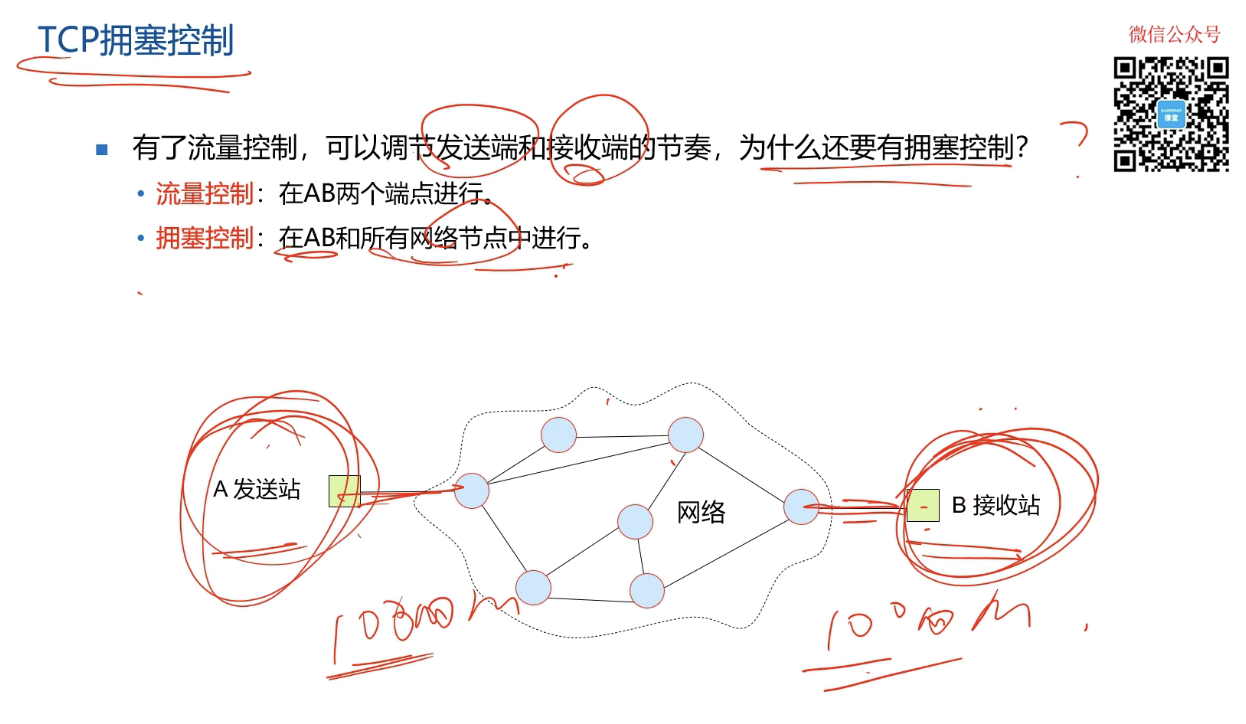 TCP拥塞控制
微信公众号
summer
课堂
有了流量控制，可以调节发送端和接收端的节奏，为什么还要有拥塞控制？
• 流量控制：在AB两个端点进行。
• 拥塞控制：在AB和所有网络节点中进行。
A 发送站
网络
B 接收站